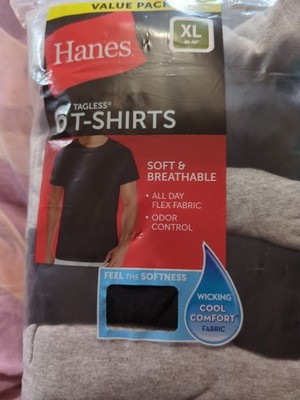 VALUE PACK
Hanes
XL
TAGLESS®
6 T-SHIRTS
SOFT &
BREATHABLE
• ALL DAY
FLEX FABRIC
• ODOR
CONTROL
FEEL THE SOFTNESS
WICKING
COOL
COMFORT
FABRIC